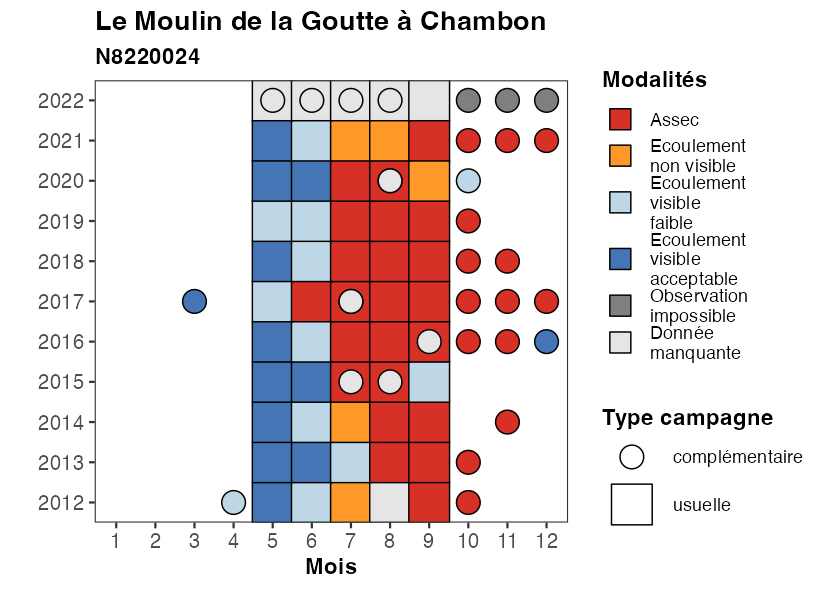 Le Moulin de la Goutte à Chambon
N8220024
2022
2021
2020
2019
2018
2017
2016
2015
2014
2013
2012
1 2 3 4 5 6 7 8 9 10 11 12
Mois
Modalités
Assec
Ecoulement
non visible
Ecoulement
visible
faible
Ecoulement
visible
acceptable
Observation
impossible
Donnée
manquante
Type campagne
complémentaire
usuelle